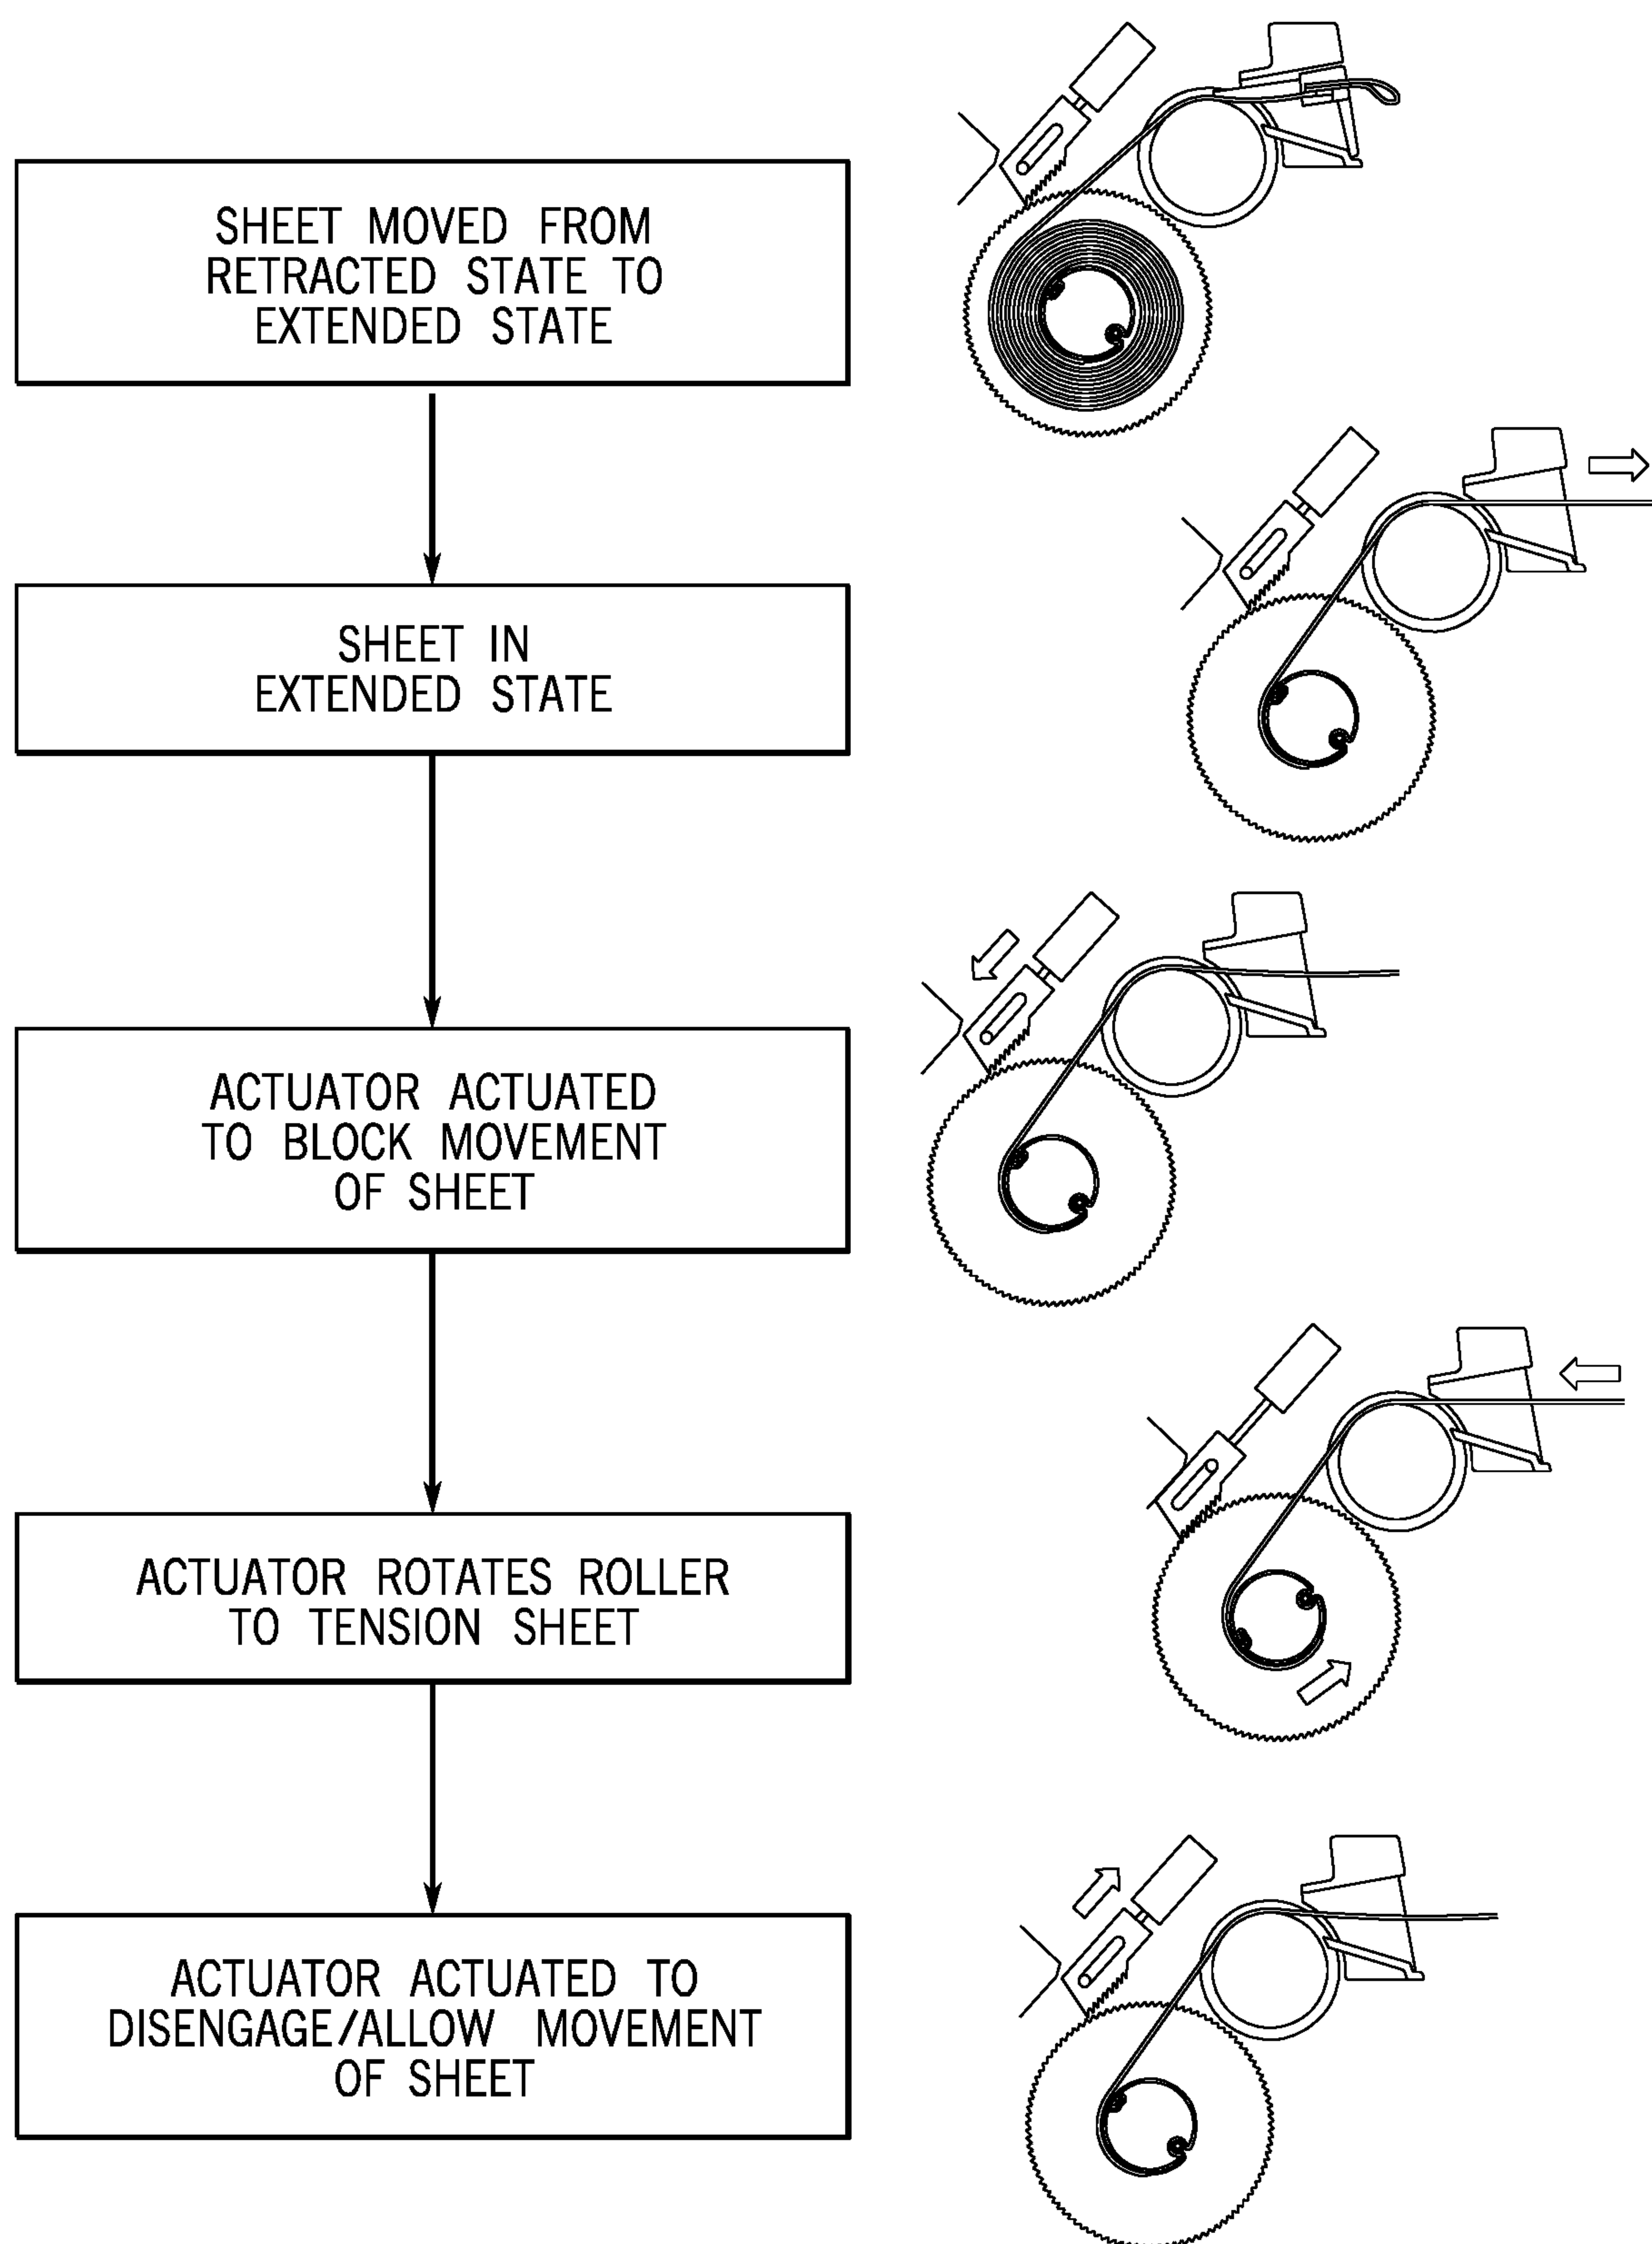 SHEET MOVED FROM
RETRACTED STATE TO
EXTENDED STATE
SHEET IN
EXTENDED STATE
ACTUATOR ACTUATED
TO BLOCK MOVEMENT
OF SHEET
ACTUATOR ROTATES ROLLER
TO TENSION SHEET
ACTUATOR ACTUATED TO
DISENGAGE/ALLOW MOVEMENT
OF SHEET